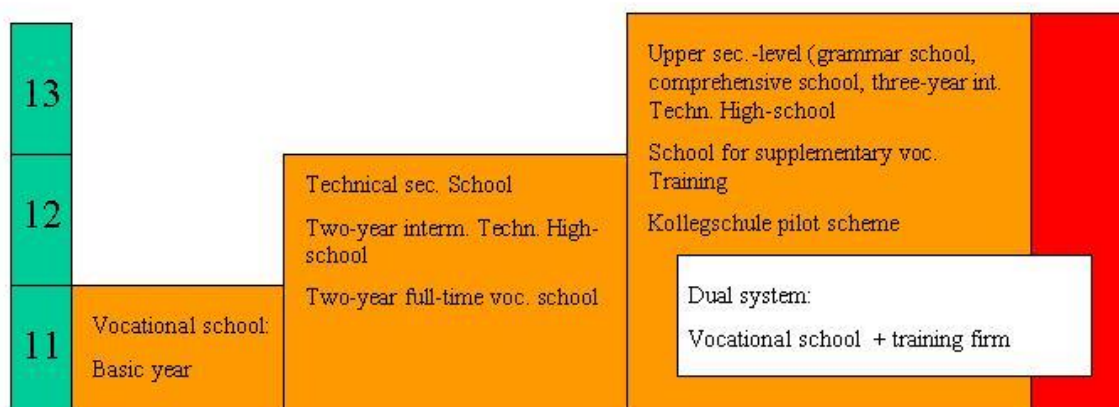 13
12
11
Vocational school:
Basic year
Technical sec. School
Two-year interm. Techn. High-
school
Two-year full-time voc. school
Upper sec.-level (grammar school,
comprehensive school, three-year int.
Techn. High-school
School for supplementary voc.
Training
Kollegschule pilot scheme
Dual system:
Vocational school + training firm